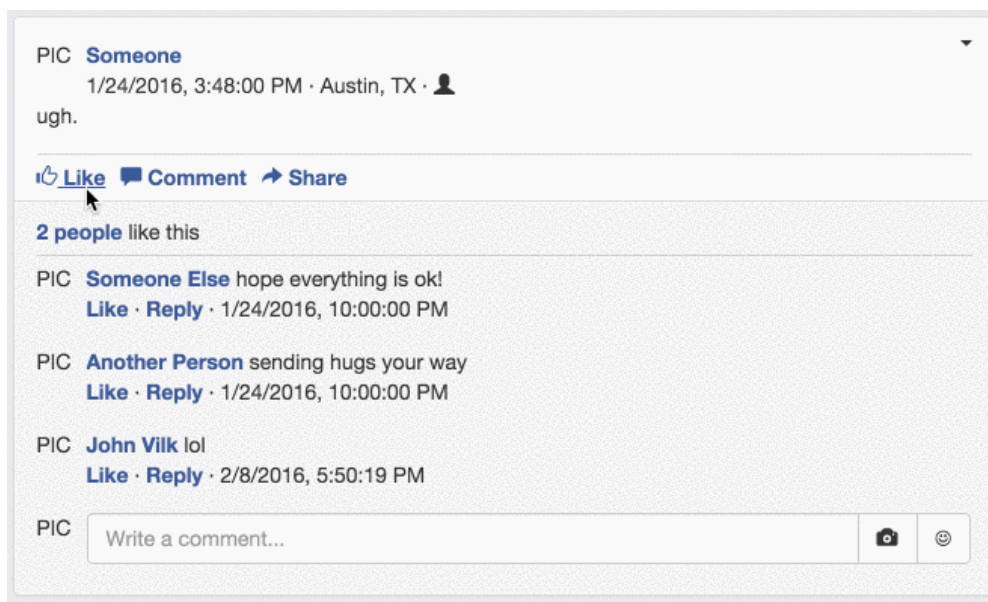 PIC Someone
1/24/2016, 3:48:00 PM · Austin, TX ·
ugh.
Like Comment Share
2 people like this
PIC Someone Else hope everything is ok!
Like · Reply · 1/24/2016, 10:00:00 PM
PIC Another Person sending hugs your way
Like · Reply · 1/24/2016, 10:00:00 PM
PIC John Vilk lol
Like · Reply · 2/8/2016, 5:50:19 PM
PIC Write a comment...